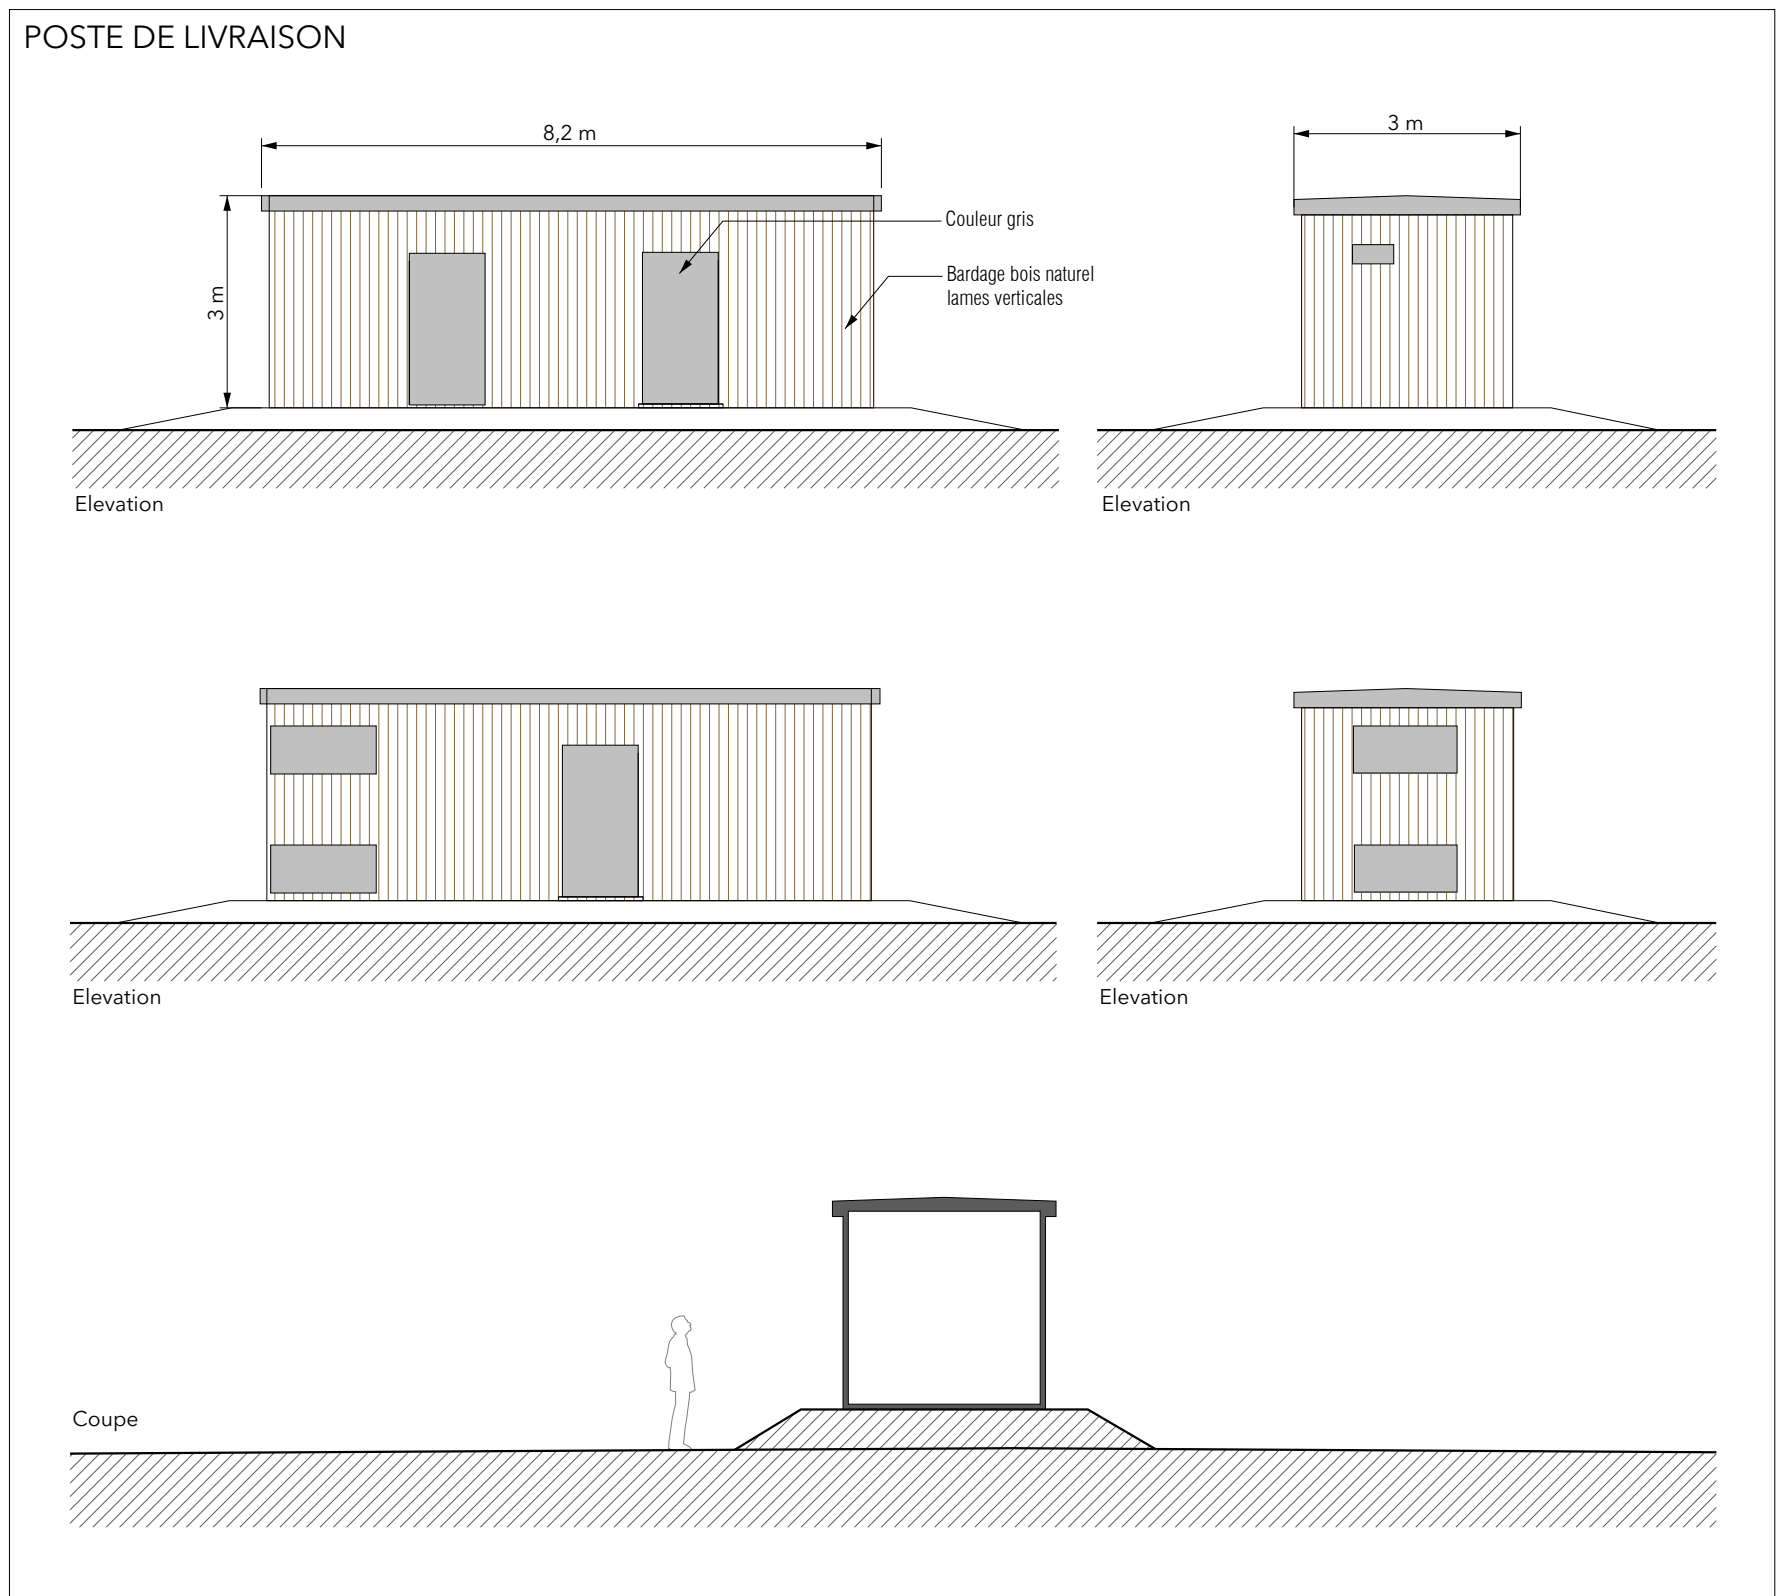 POSTE DE LIVRAISON
8,2 m
3 m
3 m
Couleur gris
Bardage bois naturel
lames verticales
Elevation
Elevation
Elevation
Elevation
Coupe